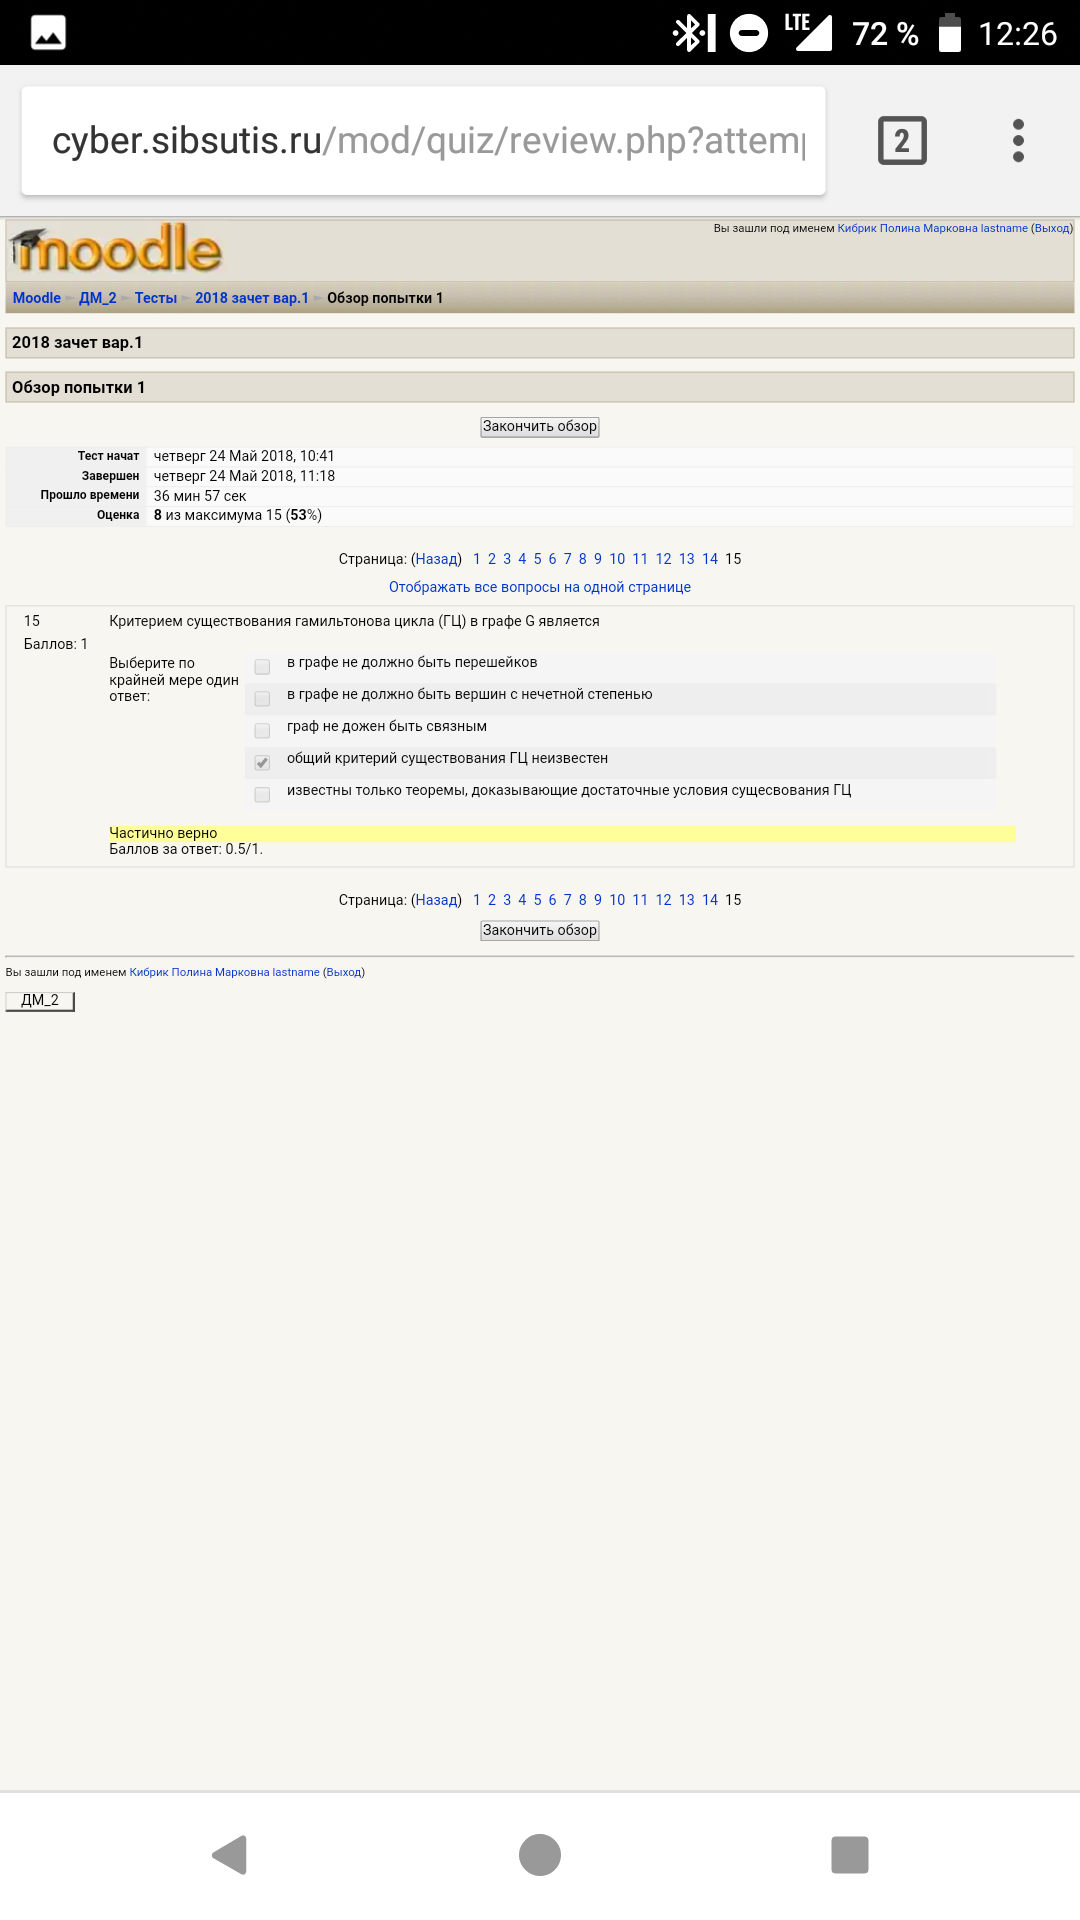 LTE 72 % 12:26
cyber.sibsutis.ru/mod/quiz/review.php?attem
2
moodle
Вы зашли под именем Кибрик Полина Марковна lastname (Выход)
Moodle ► ДМ_2 ► Тесты ► 2018 зачет вар.1 ► Обзор попытки 1
2018 зачет вар.1
Обзор попытки 1
Закончить обзор
Тест начат четверг 24 Май 2018, 10:41
Завершен четверг 24 Май 2018, 11:18
Прошло времени 36 мин 57 сек
Оценка 8 из максимума 15 (53%)
Страница: (Назад) 1 2 3 4 5 6 7 8 9 10 11 12 13 14 15
Отображать все вопросы на одной странице
15
Баллов: 1
Критерием существования гамильтонова цикла (ГЦ) в графе G является
Выберите по
крайней мере один
ответ:
в графе не должно быть перешейков
в графе не должно быть вершин с нечетной степенью
граф не дожен быть связным
общий критерий существования ГЦ неизвестен
известны только теоремы, доказывающие достаточные условия сущесвования ГЦ
Частично верно
Баллов за ответ: 0.5/1.
Страница: (Назад) 1 2 3 4 5 6 7 8 9 10 11 12 13 14 15
Закончить обзор
Вы зашли под именем Кибрик Полина Марковна lastname (Выход)
ДМ_2